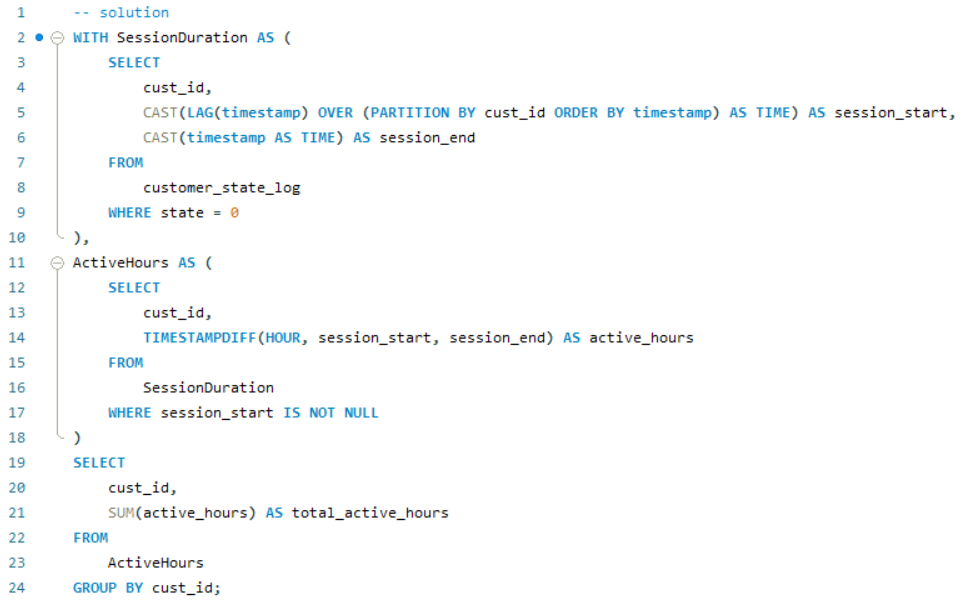 1 -- solution
2 WITH SessionDuration AS (
3 SELECT
4 cust_id,
5 CAST(LAG(timestamp) OVER (PARTITION BY cust_id ORDER BY timestamp) AS TIME) AS session_start,
6 CAST(timestamp AS TIME) AS session_end
7 FROM
8 customer_state_log
9 WHERE state = 0
10 ),
11 ActiveHours AS (
12 SELECT
13 cust_id,
14 TIMESTAMPDIFF(HOUR, session_start, session_end) AS active_hours
15 FROM
16 SessionDuration
17 WHERE session_start IS NOT NULL
18 )
19 SELECT
20 cust_id,
21 SUM(active_hours) AS total_active_hours
22 FROM
23 ActiveHours
24 GROUP BY cust_id;